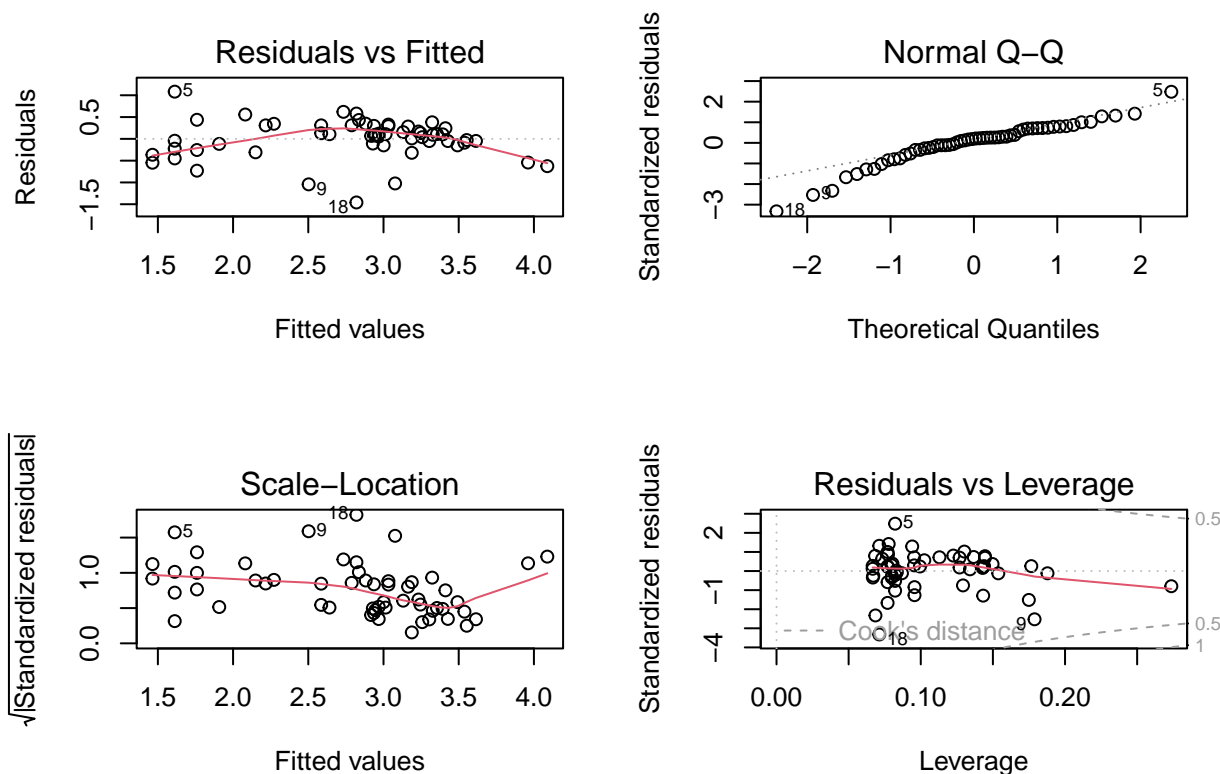 Residuals vs Fitted
Residuals
0.5
−1.5
5
9
18
1.5 2.0 2.5 3.0 3.5 4.0
Fitted values
Normal Q−Q
Standardized residuals
2
0
−3
5
9
18
−2 −1 0 1 2
Theoretical Quantiles
Scale−Location
√|Standardized residuals|
1.0
0.0
5
18
9
1.5 2.0 2.5 3.0 3.5 4.0
Fitted values
Residuals vs Leverage
Standardized residuals
2
−1
−4
5
9
18
Cook's distance
0.5
0.5
1
0.00 0.10 0.20
Leverage